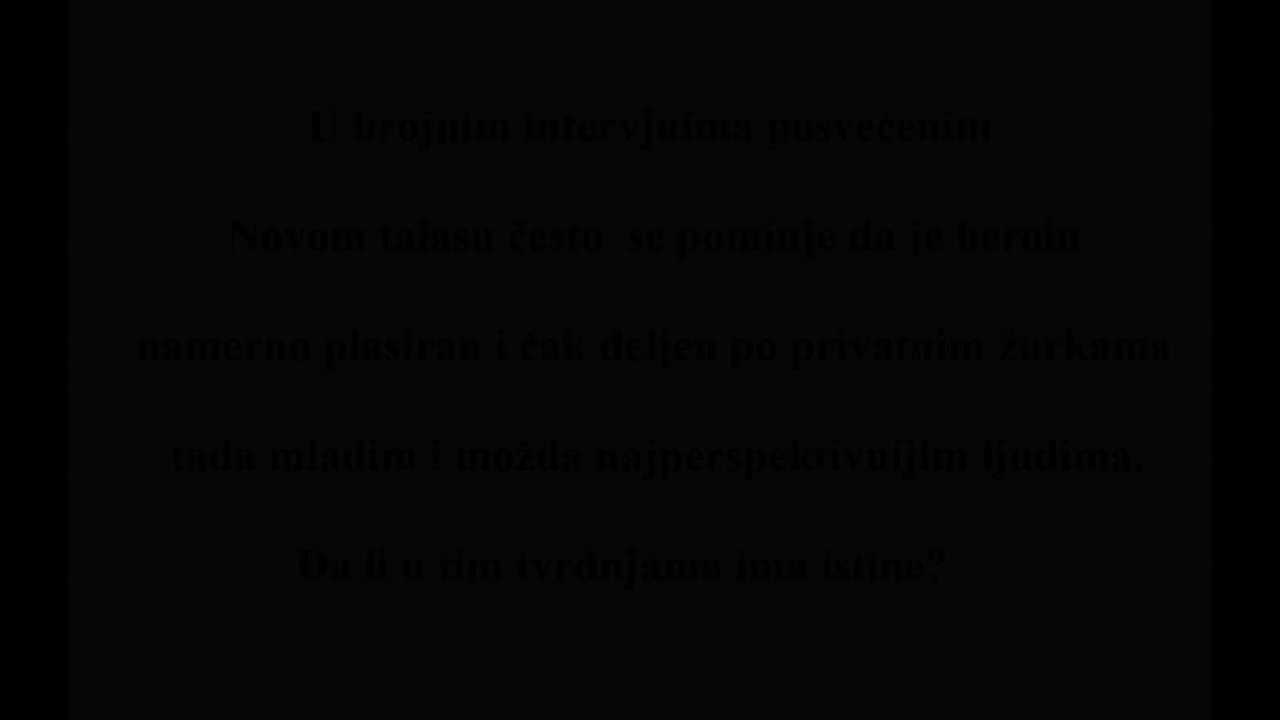 U brojnim intervjuima posvećenim
Novom talasu često se pominje da je heroin
namerno plasiran i čak deljen po privatnim žurkama
tada mladim i možda najperspektivnijim ljudima.
Da li u tim tvrdnjama ima istine?